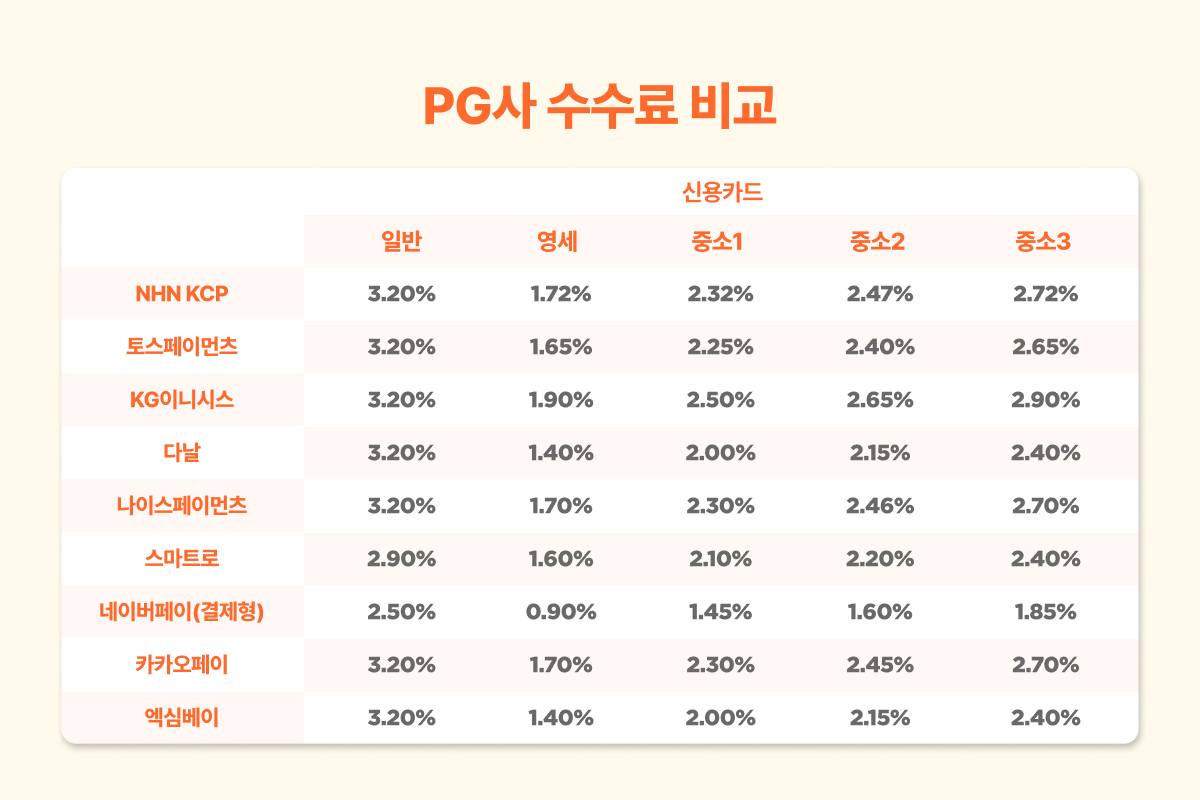 PG사 수수료 비교
신용카드
일반 영세 중소1 중소2 중소3
NHN KCP 3.20% 1.72% 2.32% 2.47% 2.72%
토스페이먼츠 3.20% 1.65% 2.25% 2.40% 2.65%
KG이니시스 3.20% 1.90% 2.50% 2.65% 2.90%
다날 3.20% 1.40% 2.00% 2.15% 2.40%
나이스페이먼츠 3.20% 1.70% 2.30% 2.46% 2.70%
스마트로 2.90% 1.60% 2.10% 2.20% 2.40%
네이버페이(결제형) 2.50% 0.90% 1.45% 1.60% 1.85%
카카오페이 3.20% 1.70% 2.30% 2.45% 2.70%
엑심베이 3.20% 1.40% 2.00% 2.15% 2.40%